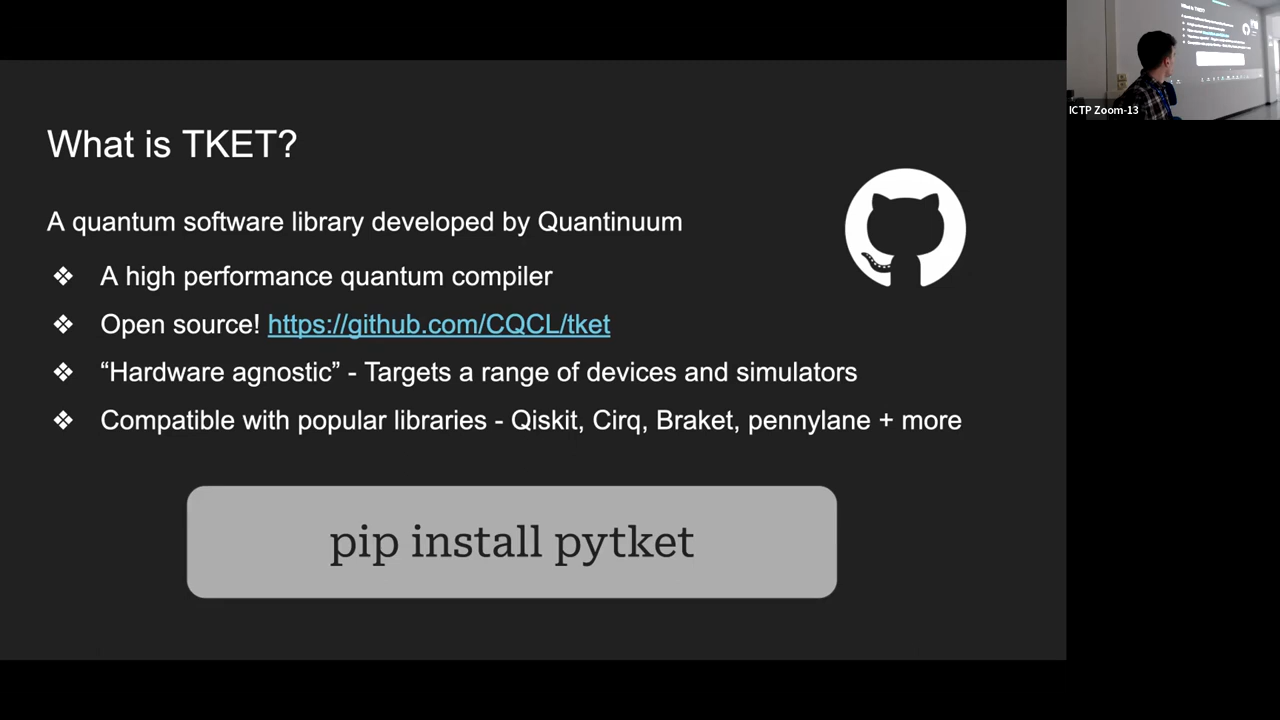 What is TKET?
A quantum software library developed by Quantinuum
❖ A high performance quantum compiler
❖ Open source! https://github.com/CQCL/tket
❖ “Hardware agnostic” - Targets a range of devices and simulators
❖ Compatible with popular libraries - Qiskit, Cirq, Braket, pennylane + more
pip install pytket
ICTP Zoom-13